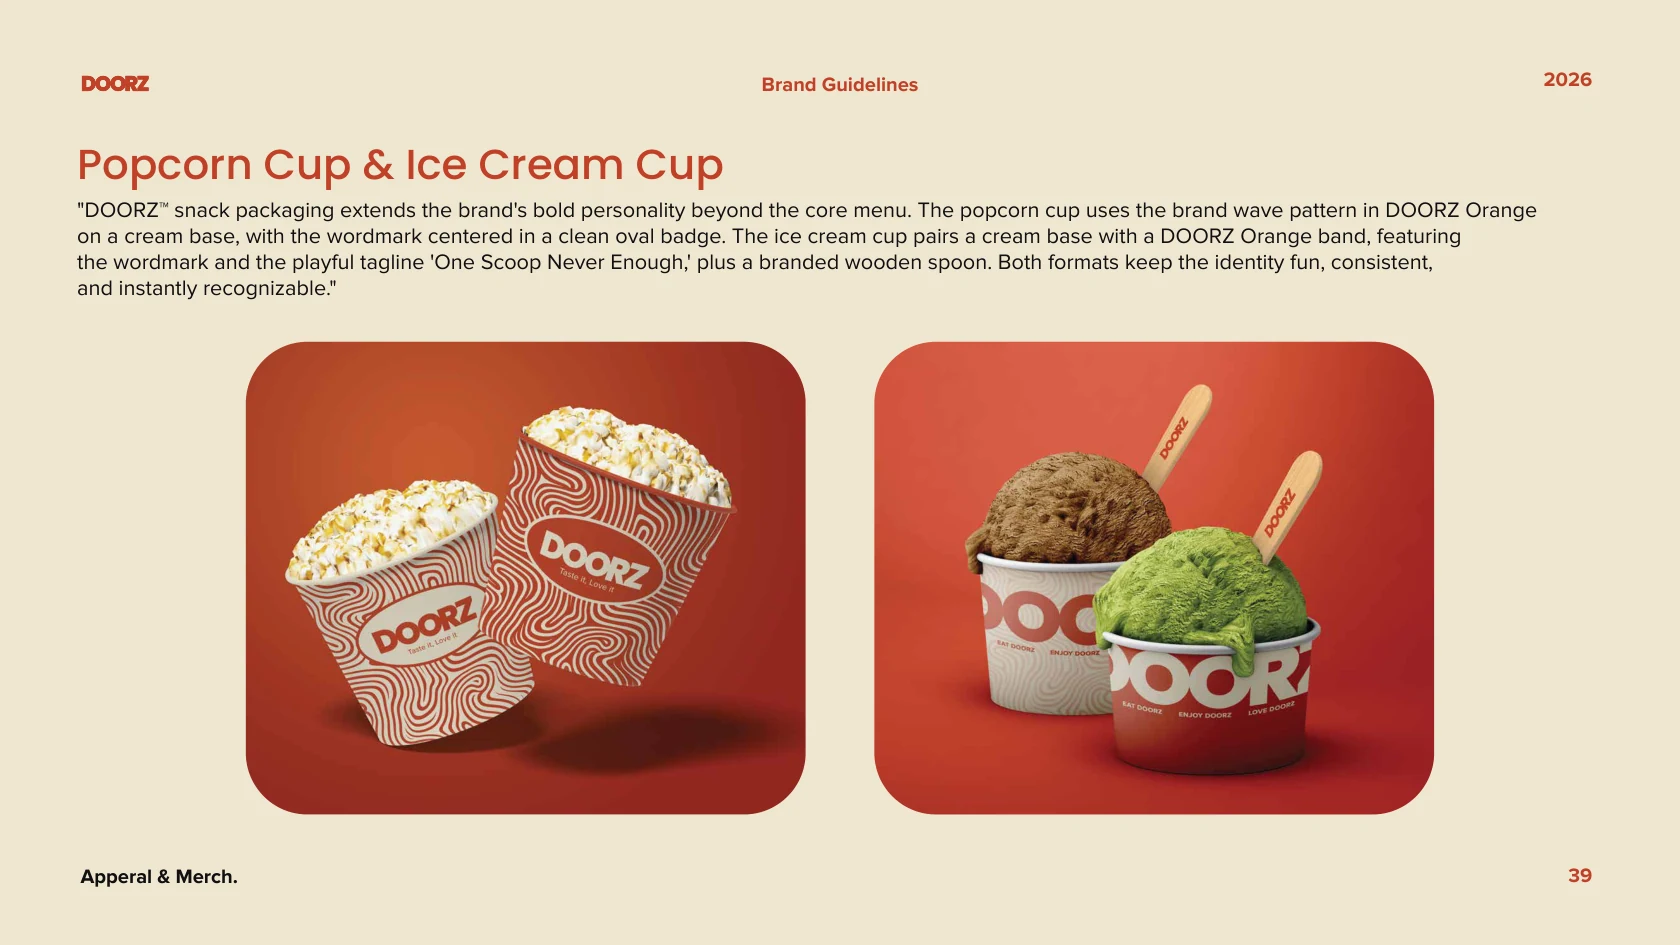 DOORZ
Brand Guidelines
2026
Popcorn Cup & Ice Cream Cup
"DOORZ™ snack packaging extends the brand's bold personality beyond the core menu. The popcorn cup uses the brand wave pattern in DOORZ Orange
on a cream base, with the wordmark centered in a clean oval badge. The ice cream cup pairs a cream base with a DOORZ Orange band, featuring
the wordmark and the playful tagline 'One Scoop Never Enough,' plus a branded wooden spoon. Both formats keep the identity fun, consistent,
and instantly recognizable."
DOORZ
Taste it, Love it
DOORZ
Taste it, Love it
DOORZ
DOORZ
DOO
EAT DOORZ ENJOY DOORZ
DOORZ
EAT DOORZ ENJOY DOORZ LOVE DOORZ
Apperal & Merch.
39